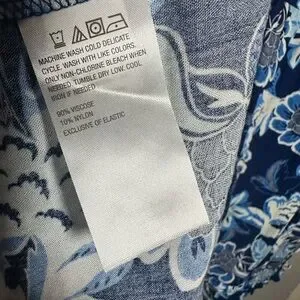 MACHINE WASH COLD DELICATE
CYCLE. WASH WITH LIKE COLORS.
ONLY NON-CHLORINE BLEACH WHEN
NEEDED. TUMBLE DRY LOW. COOL
IRON IF NEEDED
90% VISCOSE
10% NYLON
EXCLUSIVE OF ELASTIC